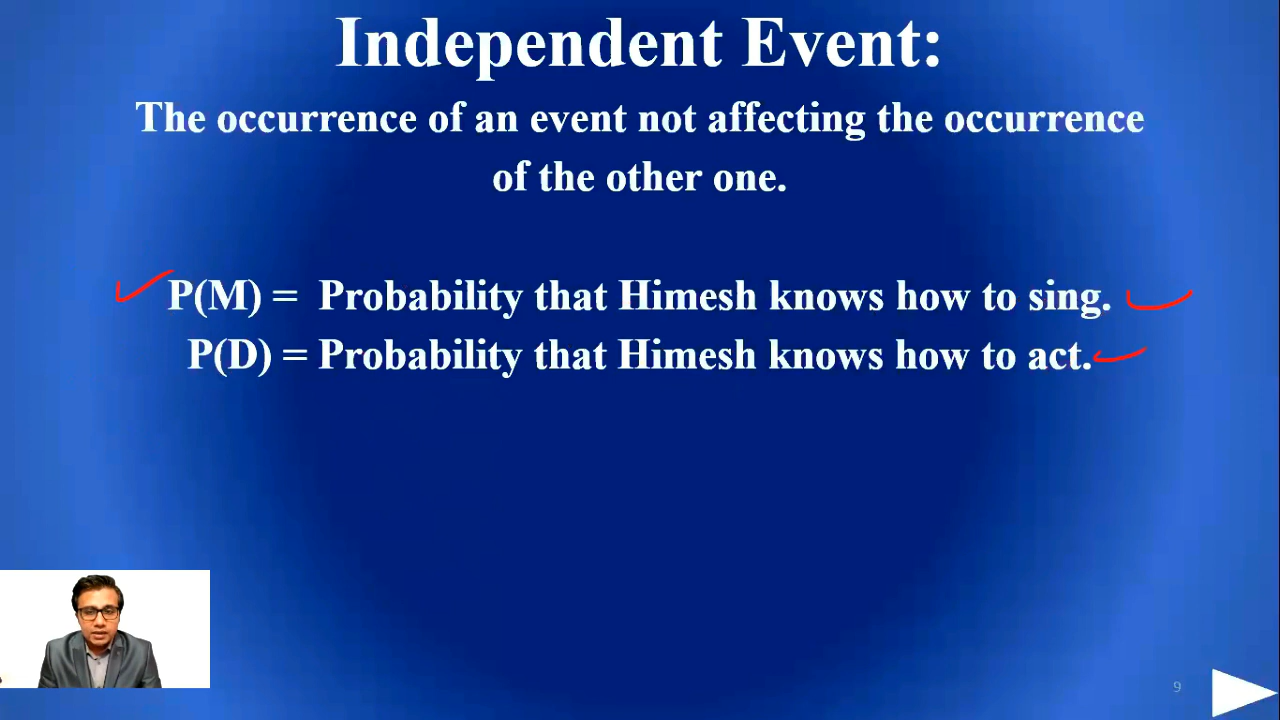 Independent Event:
The occurrence of an event not affecting the occurrence
of the other one.
P(M) = Probability that Himesh knows how to sing.
P(D) = Probability that Himesh knows how to act.
9